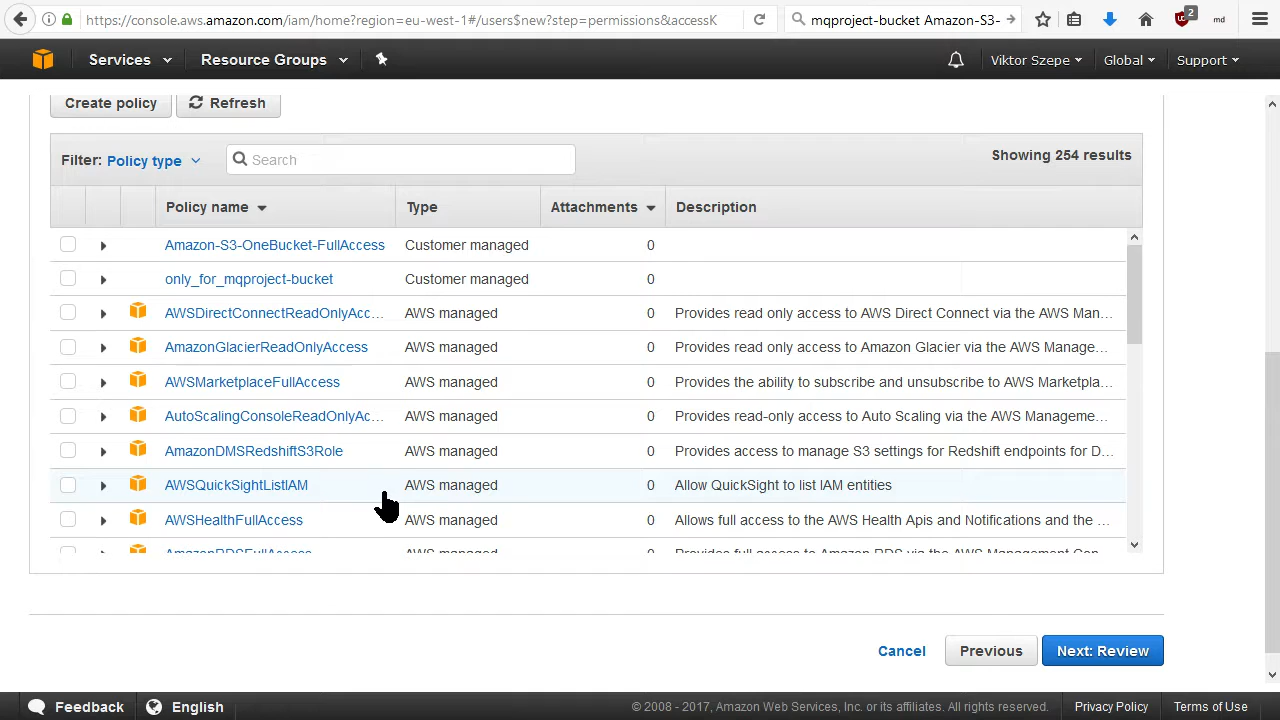 https://console.aws.amazon.com/iam/home?region=eu-west-1#/users$new?step=permissions&accessK
mqproject-bucket Amazon-S3-
2
md
Services
Resource Groups
Viktor Szepe
Global
Support
Create policy
Refresh
Filter: Policy type
Search
Showing 254 results
Policy name Type Attachments Description
Amazon-S3-OneBucket-FullAccess Customer managed 0
only_for_mqproject-bucket Customer managed 0
AWSDirectConnectReadOnlyAcc… AWS managed 0 Provides read only access to AWS Direct Connect via the AWS Man…
AmazonGlacierReadOnlyAccess AWS managed 0 Provides read only access to Amazon Glacier via the AWS Manage…
AWSMarketplaceFullAccess AWS managed 0 Provides the ability to subscribe and unsubscribe to AWS Marketpla…
AutoScalingConsoleReadOnlyAc… AWS managed 0 Provides read-only access to Auto Scaling via the AWS Manageme…
AmazonDMSRedshiftS3Role AWS managed 0 Provides access to manage S3 settings for Redshift endpoints for D…
AWSQuickSightListIAM AWS managed 0 Allow QuickSight to list IAM entities
AWSHealthFullAccess AWS managed 0 Allows full access to the AWS Health Apis and Notifications and the …
AmazonRDSFullAccess AWS managed 0 Provides full access to Amazon RDS via the AWS Management Con…
Cancel
Previous
Next: Review
Feedback
English
© 2008 - 2017, Amazon Web Services, Inc. or its affiliates. All rights reserved.
Privacy Policy
Terms of Use